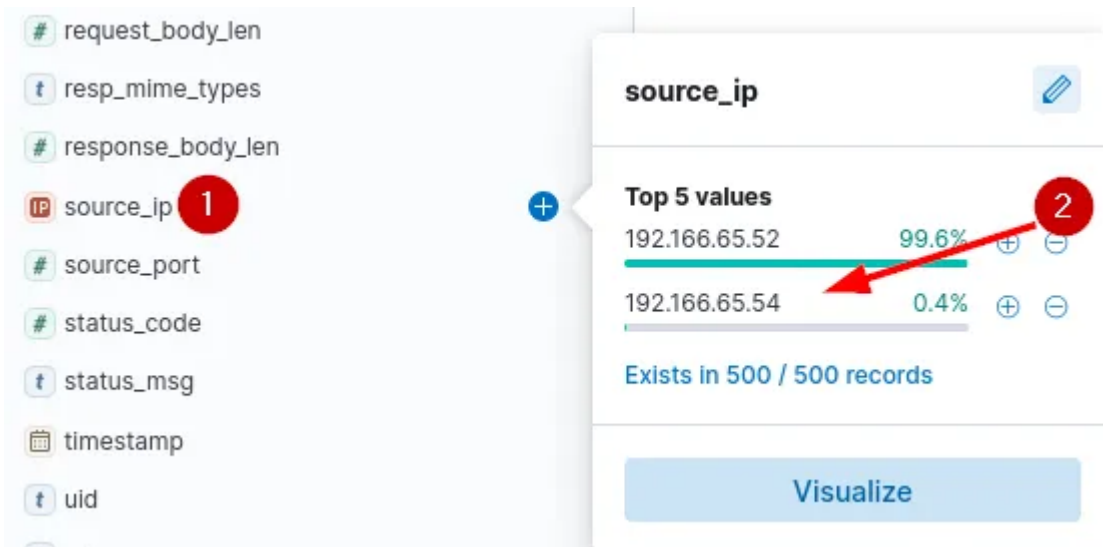 # request_body_len
t resp_mime_types
# response_body_len
IP source_ip 1
# source_port
# status_code
t status_msg
timestamp
t uid
source_ip
Top 5 values
2
192.166.65.52 99.6%
192.166.65.54 0.4%
Exists in 500 / 500 records
Visualize